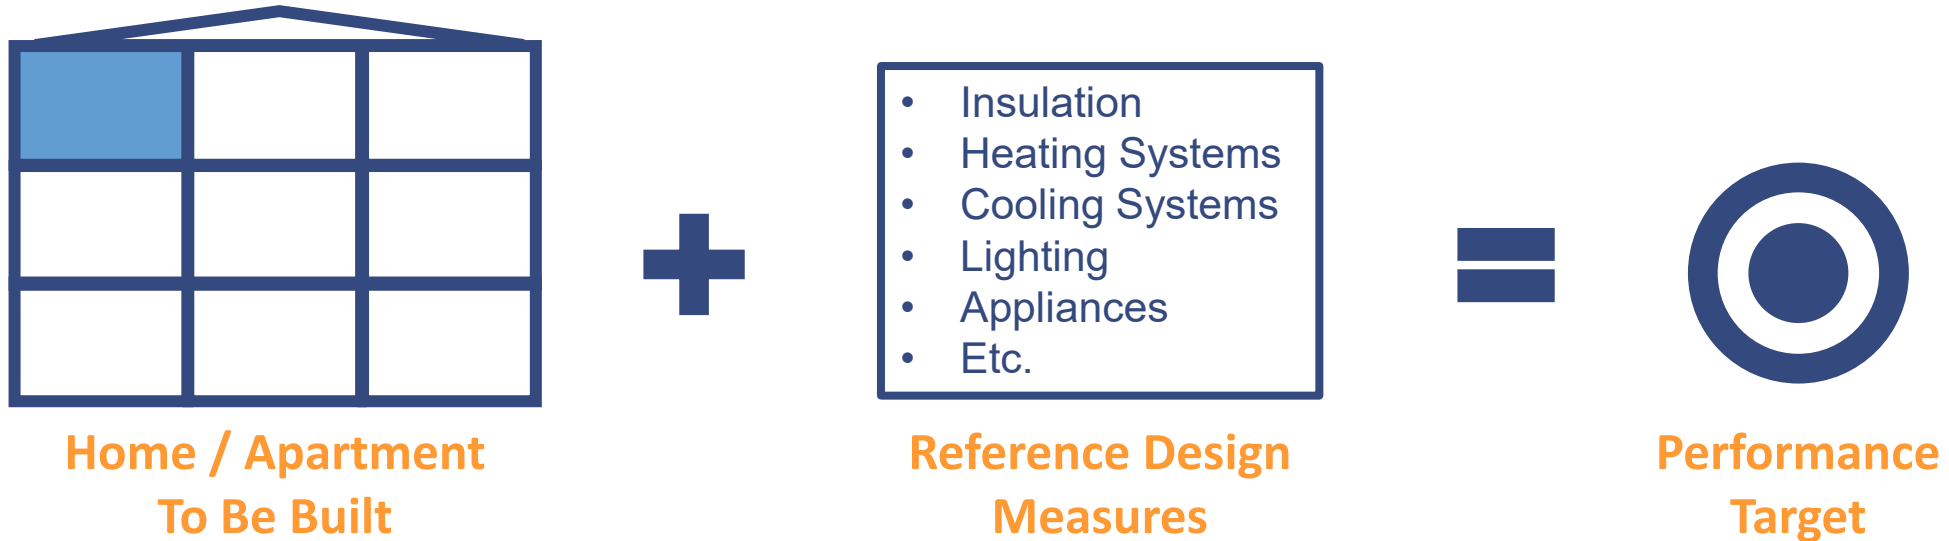 • Insulation
• Heating Systems
• Cooling Systems
• Lighting
• Appliances
• Etc.
Home / Apartment
To Be Built
Reference Design
Measures
Performance
Target